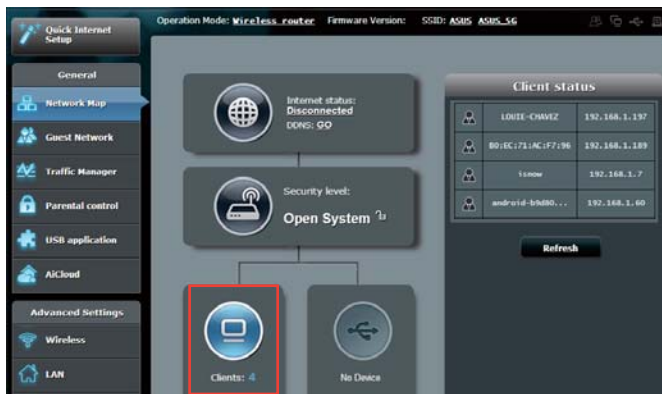 Quick Internet
Setup
Operation Mode: Wireless router Firmware Version: SSID: ASUS ASUS_5G
General
Network Map
Guest Network
Traffic Manager
Parental control
USB application
AiCloud
Advanced Settings
Wireless
LAN
Internet status:
Disconnected
DDNS: GO
Security level:
Open System
Clients: 4
No Device
Client status
LOUIE-CHAVEZ 192.168.1.197
B0:EC:71:AC:F7:96 192.168.1.189
isnow 192.168.1.7
android-b9d80... 192.168.1.60
Refresh